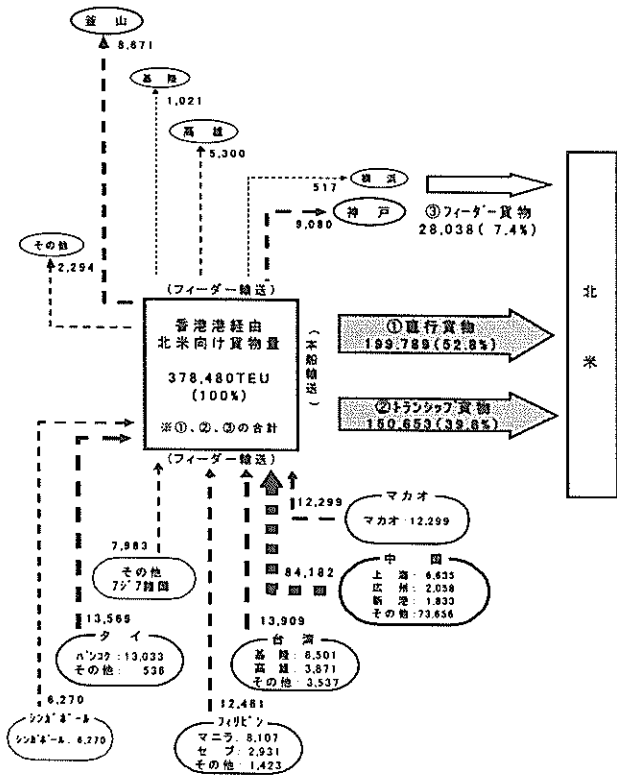 釜山
8,871
基隆
1,021
高雄
5,300
横浜
517
神戸
9,080
③フィーダー貨物
28,038(7.4%)
その他
2,294
(フィーダー輸送)
香港港経由
北米向け貨物量
378,480TEU
(100%)
※①、②、③の合計
(フィーダー輸送)
(本船輸送)
①直行貨物
199,789(52.8%)
②トランシップ貨物
150,653(39.8%)
北米
12,299
マカオ
マカオ:12,299
7,963
その他
アジア諸国
84,182
中国
上海:6,635
広州:2,058
新港:1,833
その他:73,656
13,569
タイ
バンコク:13,033
その他:536
13,909
台湾
基隆:6,501
高雄:3,871
その他:3,537
6,270
シンガポール
シンガポール:6,270
12,461
フィリピン
マニラ:8,107
セブ:2,931
その他:1,423